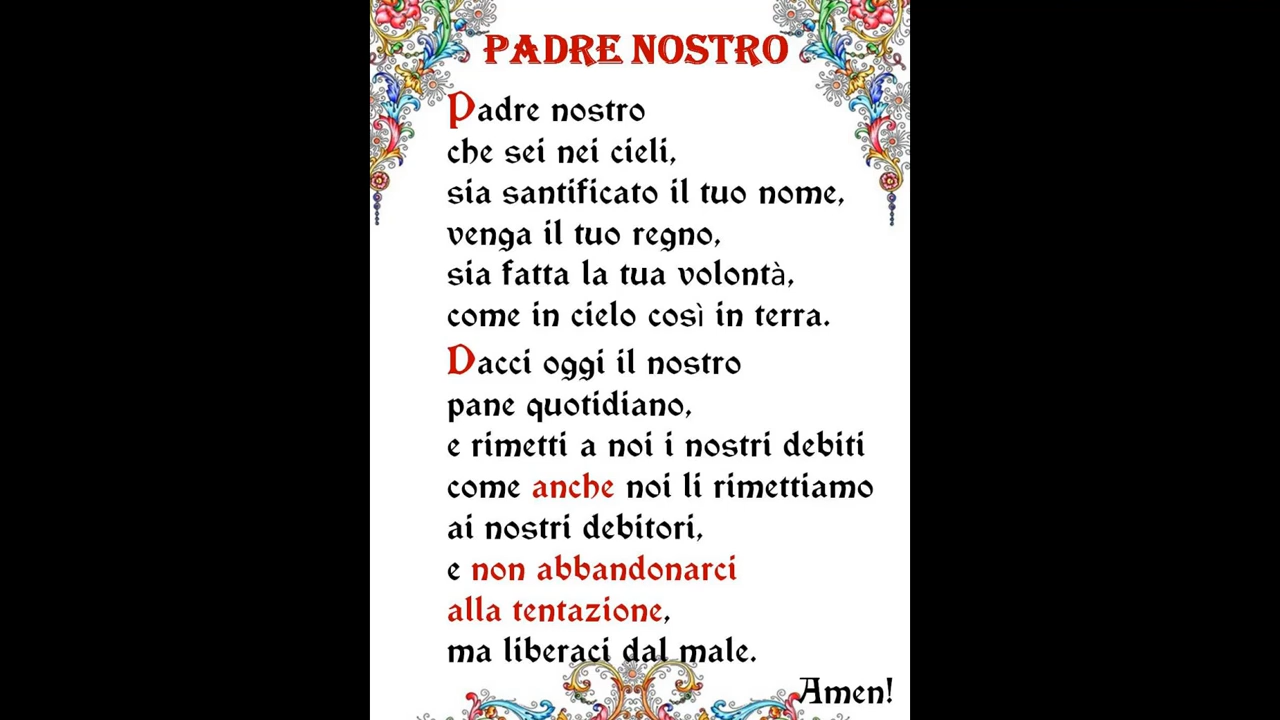 PADRE NOSTRO
Padre nostro
che sei nei cieli,
sia santificato il tuo nome,
venga il tuo regno,
sia fatta la tua volontà,
come in cielo così in terra.
Dacci oggi il nostro
pane quotidiano,
e rimetti a noi i nostri debiti
come anche noi li rimettiamo
ai nostri debitori,
e non abbandonarci
alla tentazione,
ma liberaci dal male.
Amen!